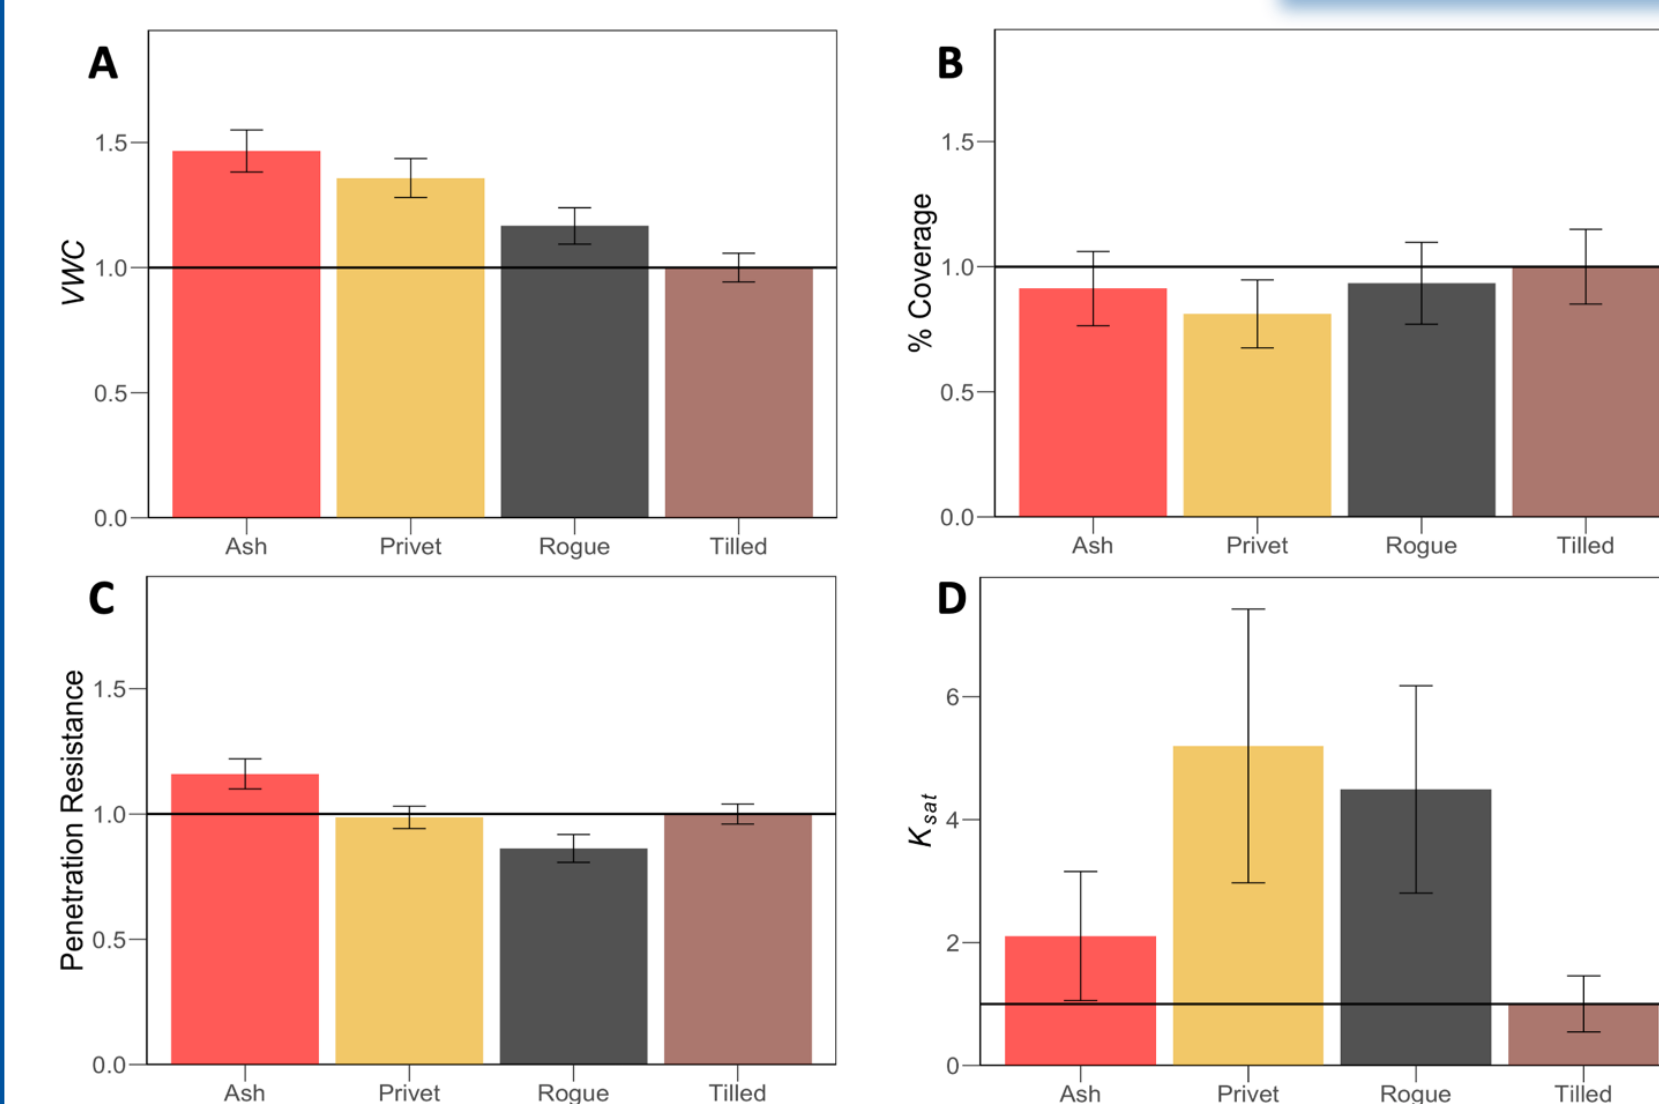 A
VWC
1.5
1.0
0.5
0.0
Ash Privet Rogue Tilled
B
% Coverage
1.5
1.0
0.5
0.0
Ash Privet Rogue Tilled
C
Penetration Resistance
1.5
1.0
0.5
0.0
Ash Privet Rogue Tilled
D
Ksat
6
4
2
0
Ash Privet Rogue Tilled